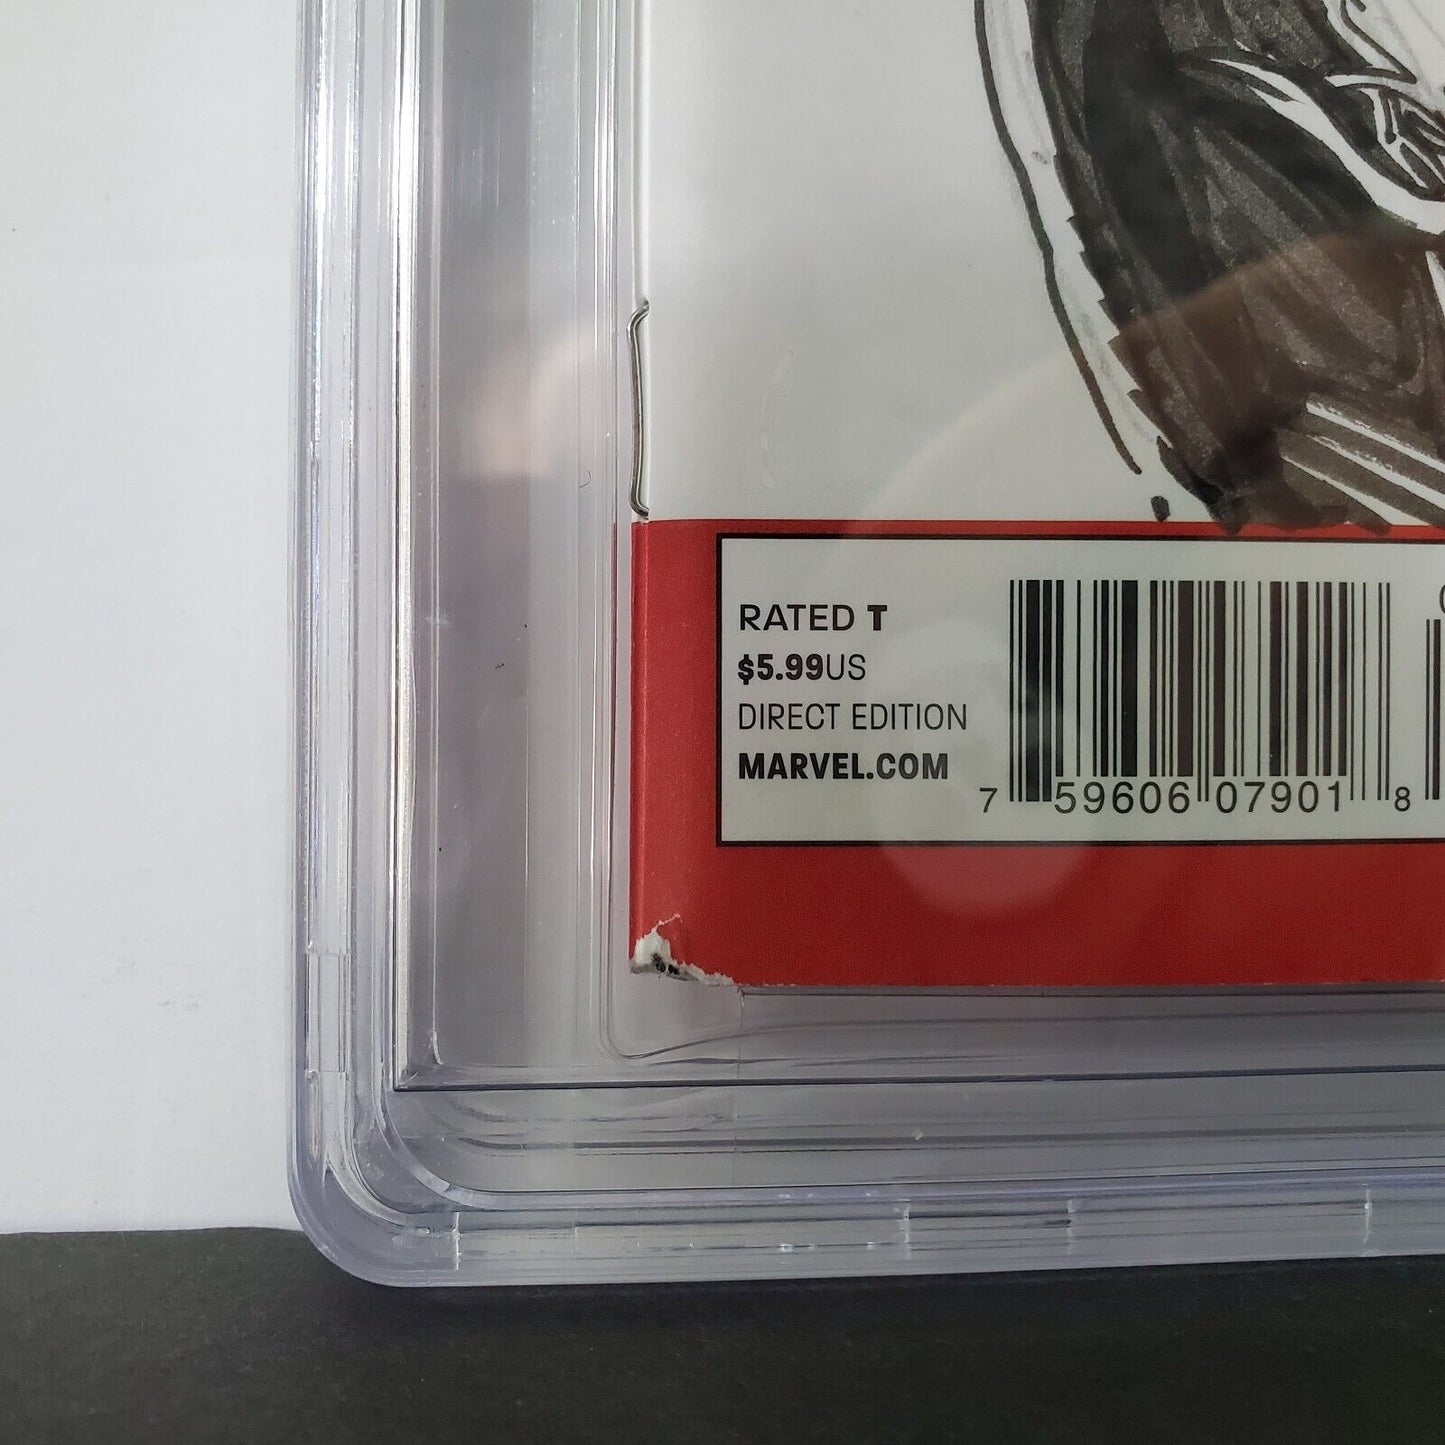 RATED T
$5.99US
DIRECT EDITION
MARVEL.COM
7 59606 07901 8